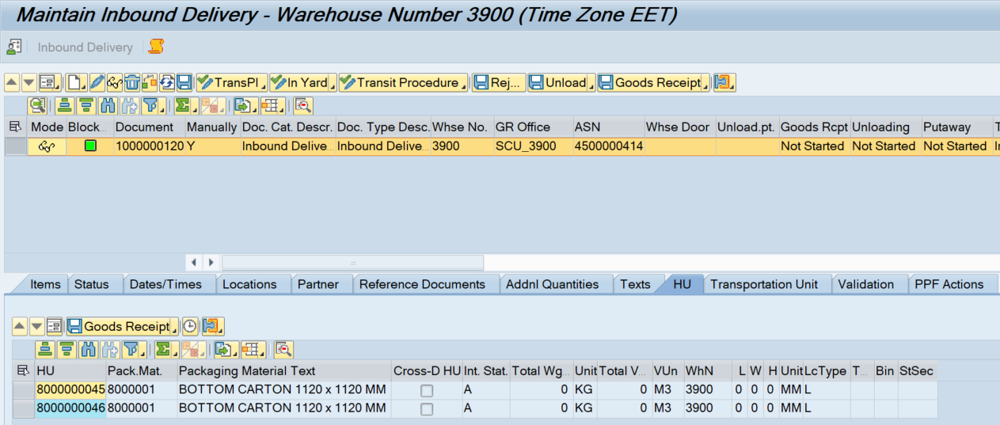 Maintain Inbound Delivery - Warehouse Number 3900 (Time Zone EET)
Inbound Delivery
TransPl In Yard Transit Procedure Rej... Unload Goods Receipt
Mode Block... Document Manually Doc. Cat. Descr. Doc. Type Desc. Whse No. GR Office ASN Whse Door Unload.pt. Goods Rcpt Unloading Putaway
1000000120 Y Inbound Delive... Inbound Delive... 3900 SCU_3900 4500000414 Not Started Not Started Not Started
Items Status Dates/Times Locations Partner Reference Documents Addnl Quantities Texts HU Transportation Unit Validation PPF Actions
Goods Receipt
HU Pack.Mat. Packaging Material Text Cross-D HU Int. Stat. Total Wg... Unit Total V... VUn WhN L W H Unit LcType T... Bin StSec
8000000045 8000001 BOTTOM CARTON 1120 x 1120 MM A 0 KG 0 M3 3900 0 0 0 MM L
8000000046 8000001 BOTTOM CARTON 1120 x 1120 MM A 0 KG 0 M3 3900 0 0 0 MM L